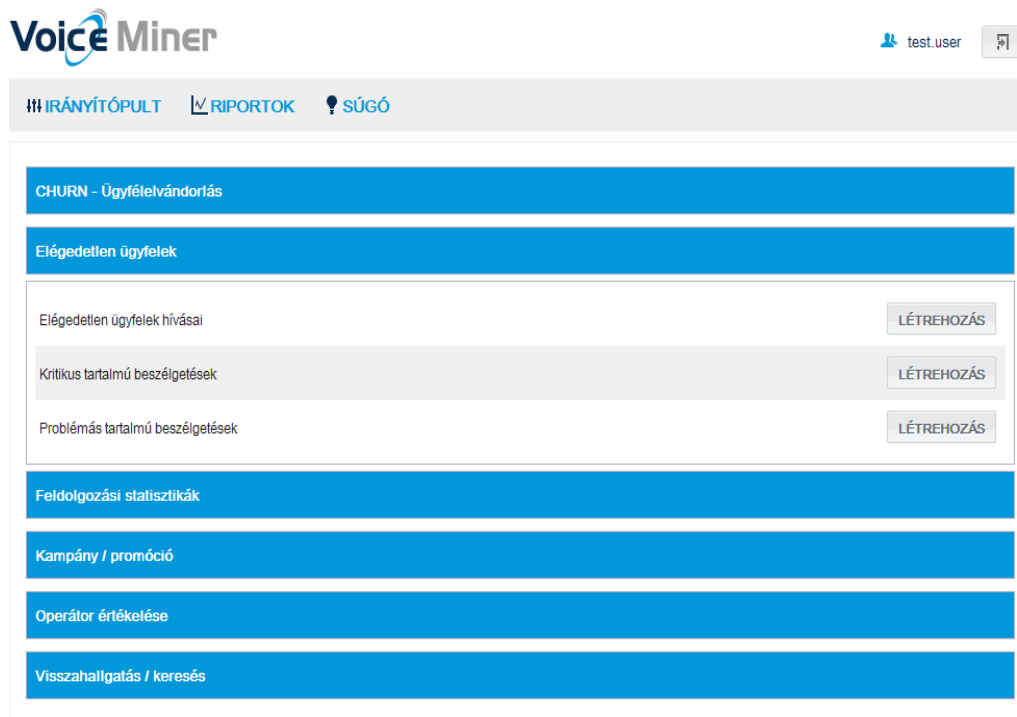 Voice Miner
test.user
IRÁNYÍTÓPULT RIPORTOK SÚGÓ
CHURN - Ügyfélelvándorlás
Elégedetlen ügyfelek
Elégedetlen ügyfelek hívásai LÉTREHOZÁS
Kritikus tartalmú beszélgetések LÉTREHOZÁS
Problémás tartalmú beszélgetések LÉTREHOZÁS
Feldolgozási statisztikák
Kampány / promóció
Operátor értékelése
Visszahallgatás / keresés